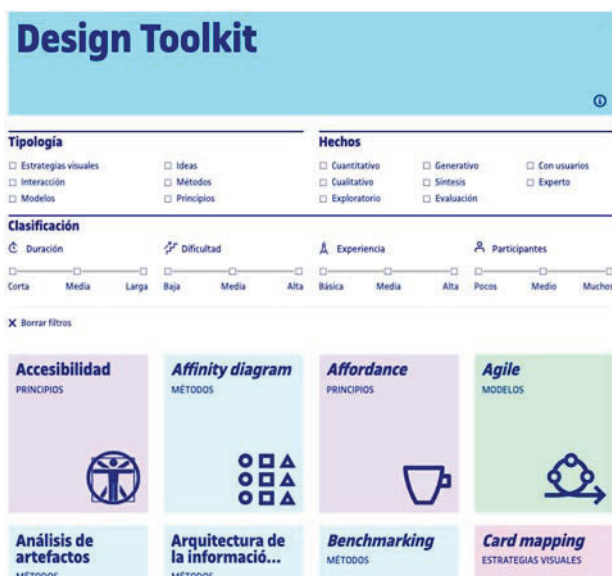 Design Toolkit
Tipología
Estrategias visuales
Interacción
Modelos
Ideas
Métodos
Principios
Hechos
Cuantitativo
Cualitativo
Exploratorio
Generativo
Síntesis
Evaluación
Con usuarios
Experto
Clasificación
Duración
Corta Media Larga
Dificultad
Baja Media Alta
Experiencia
Básica Media Alta
Participantes
Pocos Medio Muchos
Borrar filtros
Accesibilidad
PRINCIPIOS
Affinity diagram
MÉTODOS
Affordance
PRINCIPIOS
Agile
MODELOS
Análisis de
artefactos
MÉTODOS
Arquitectura de
la informació...
MÉTODOS
Benchmarking
MÉTODOS
Card mapping
ESTRATEGIAS VISUALES